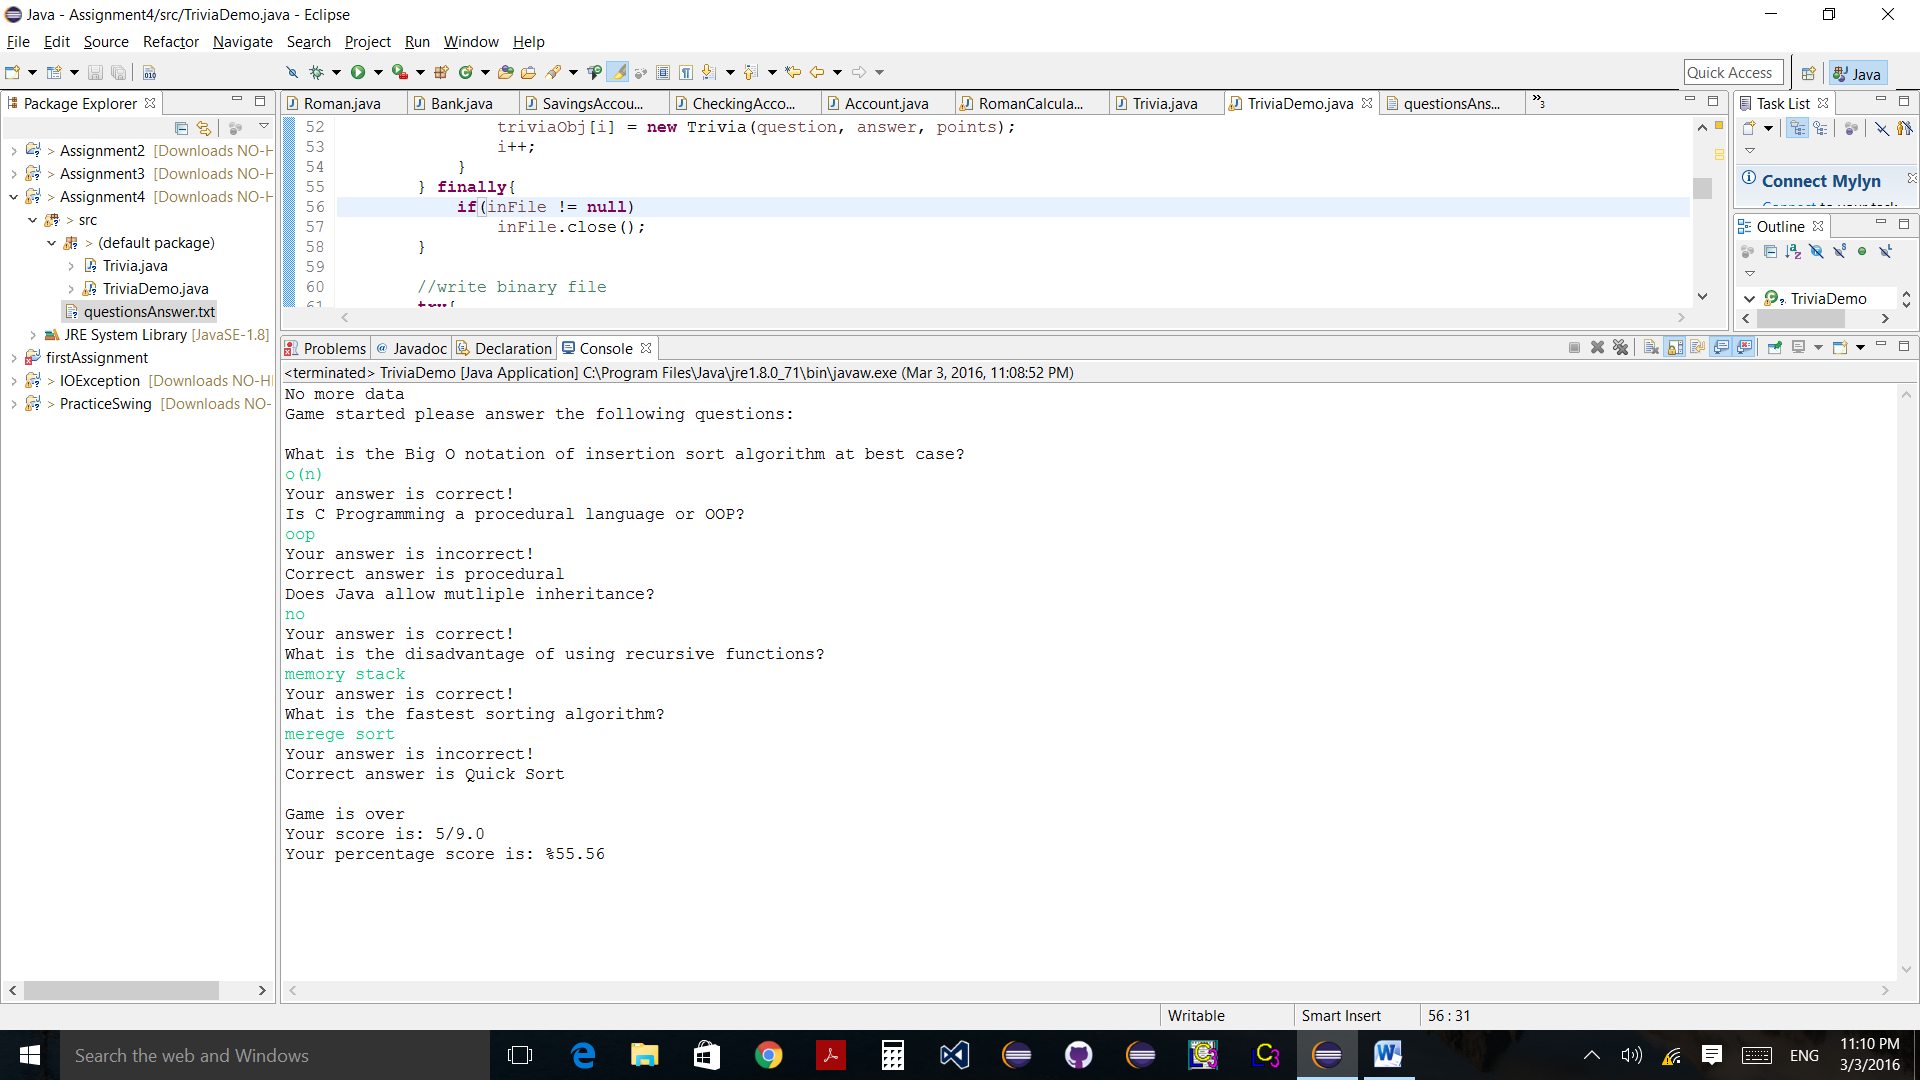 Java - Assignment4/src/TriviaDemo.java - Eclipse
File Edit Source Refactor Navigate Search Project Run Window Help
Quick Access
Java
Package Explorer
> Assignment2 [Downloads NO-H
> Assignment3 [Downloads NO-H
> Assignment4 [Downloads NO-H
> src
> (default package)
Trivia.java
TriviaDemo.java
questionsAnswer.txt
JRE System Library [JavaSE-1.8]
firstAssignment
> IOException [Downloads NO-HI
> PracticeSwing [Downloads NO-
Roman.java Bank.java SavingsAccou... CheckingAcco... Account.java RomanCalcula... Trivia.java TriviaDemo.java questionsAns... »3
52 triviaObj[i] = new Trivia(question, answer, points);
53 i++;
54 }
55 } finally{
56 if(inFile != null)
57 inFile.close();
58 }
59
60 //write binary file
61 try{
Task List
Connect Mylyn
Connect to your task
Outline
TriviaDemo
Problems @ Javadoc Declaration Console
<terminated> TriviaDemo [Java Application] C:\Program Files\Java\jre1.8.0_71\bin\javaw.exe (Mar 3, 2016, 11:08:52 PM)
No more data
Game started please answer the following questions:
What is the Big O notation of insertion sort algorithm at best case?
o(n)
Your answer is correct!
Is C Programming a procedural language or OOP?
oop
Your answer is incorrect!
Correct answer is procedural
Does Java allow mutliple inheritance?
no
Your answer is correct!
What is the disadvantage of using recursive functions?
memory stack
Your answer is correct!
What is the fastest sorting algorithm?
merege sort
Your answer is incorrect!
Correct answer is Quick Sort
Game is over
Your score is: 5/9.0
Your percentage score is: %55.56
Writable Smart Insert 56 : 31
Search the web and Windows
ENG
11:10 PM
3/3/2016